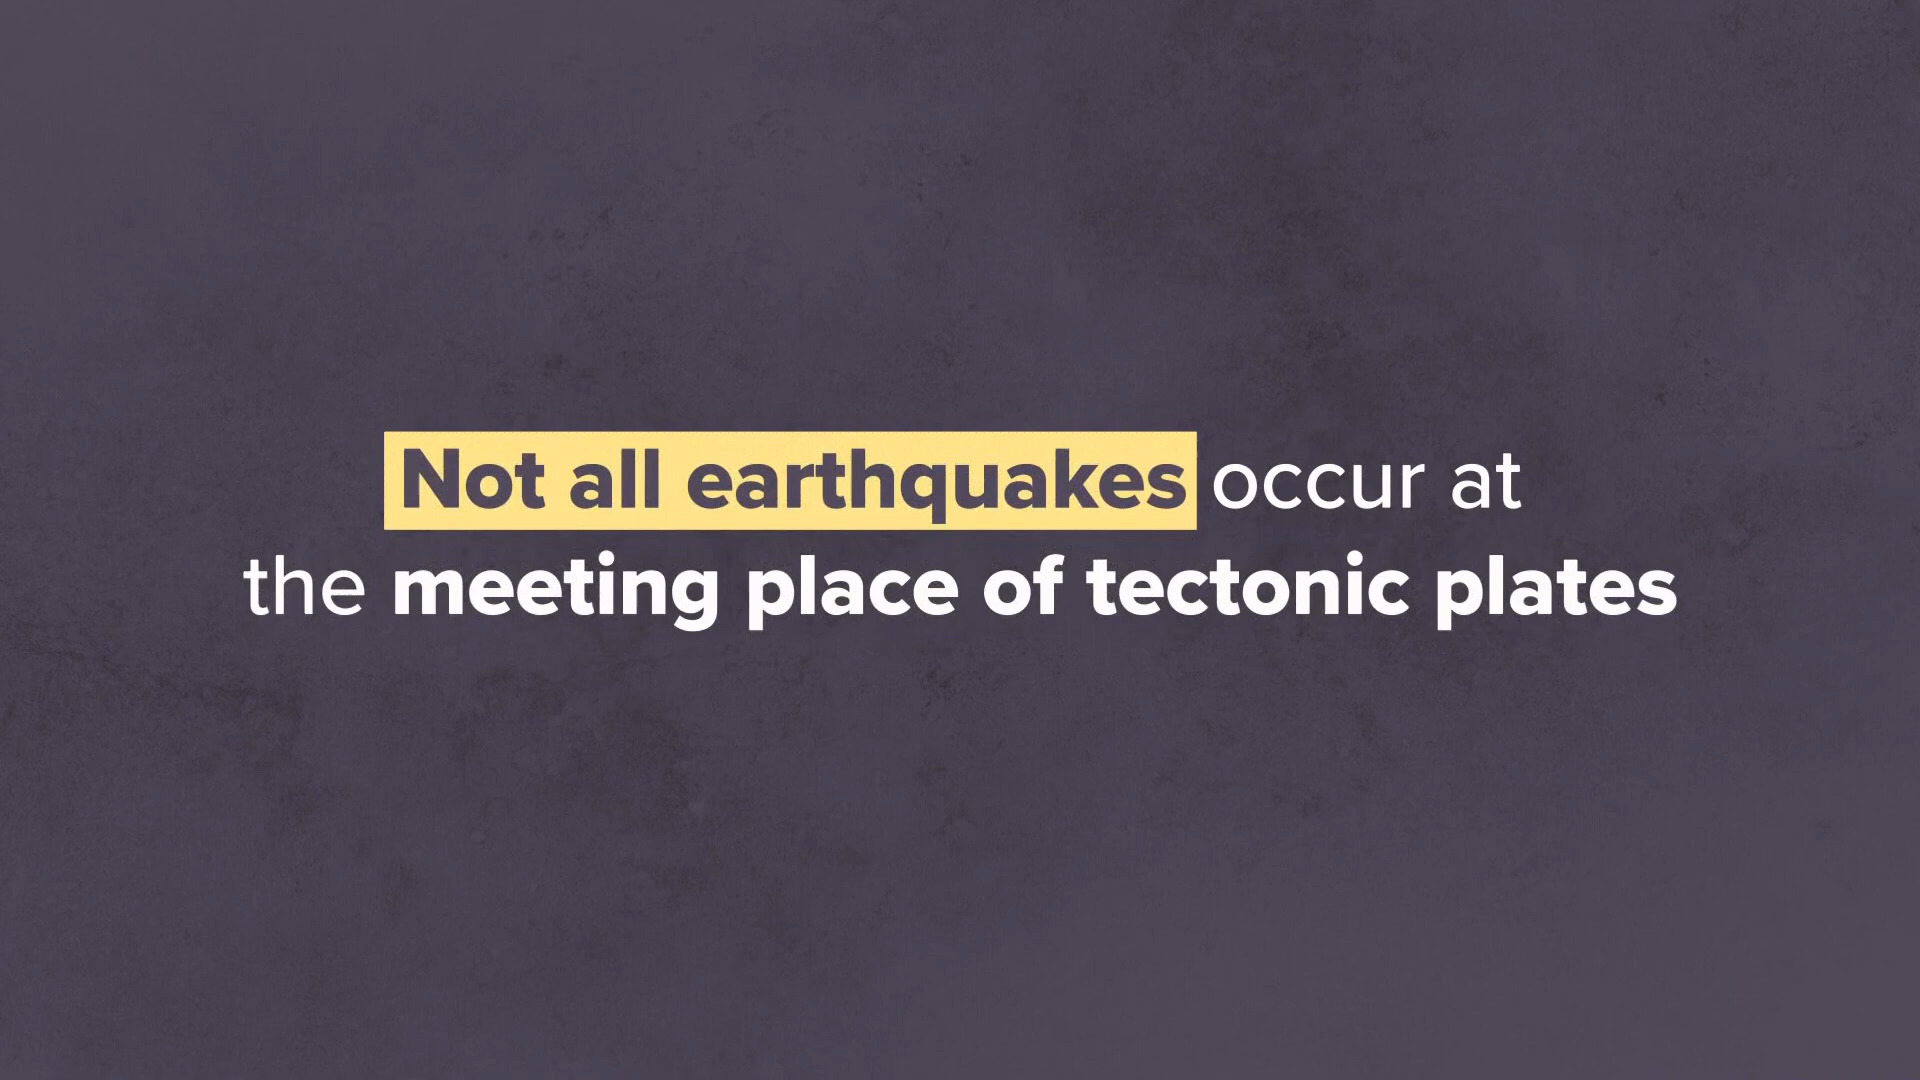 Not all earthquakes occur at
the meeting place of tectonic plates